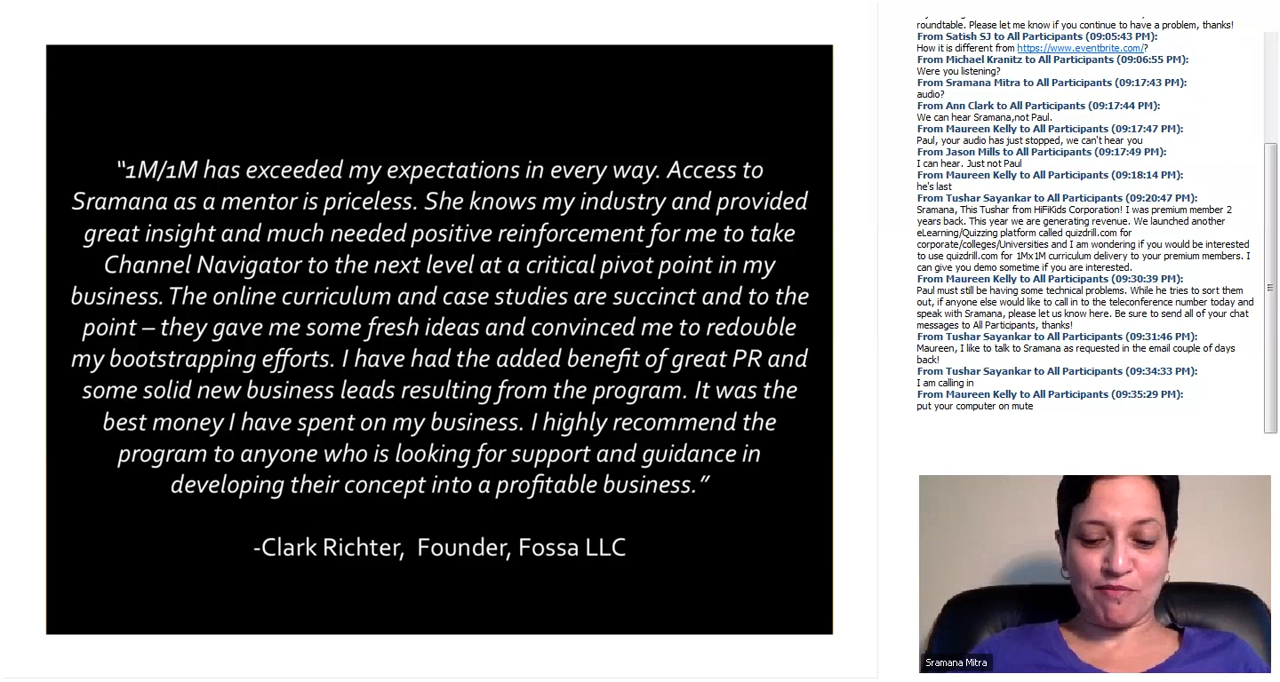 “1M/1M has exceeded my expectations in every way. Access to
Sramana as a mentor is priceless. She knows my industry and provided
great insight and much needed positive reinforcement for me to take
Channel Navigator to the next level at a critical pivot point in my
business. The online curriculum and case studies are succinct and to the
point – they gave me some fresh ideas and convinced me to redouble
my bootstrapping efforts. I have had the added benefit of great PR and
some solid new business leads resulting from the program. It was the
best money I have spent on my business. I highly recommend the
program to anyone who is looking for support and guidance in
developing their concept into a profitable business.”
-Clark Richter, Founder, Fossa LLC
roundtable. Please let me know if you continue to have a problem, thanks!
From Satish SJ to All Participants (09:05:43 PM):
How it is different from https://www.eventbrite.com/?
From Michael Kranitz to All Participants (09:06:55 PM):
Were you listening?
From Sramana Mitra to All Participants (09:17:43 PM):
audio?
From Ann Clark to All Participants (09:17:44 PM):
We can hear Sramana,not Paul.
From Maureen Kelly to All Participants (09:17:47 PM):
Paul, your audio has just stopped, we can't hear you
From Jason Mills to All Participants (09:17:49 PM):
I can hear. Just not Paul
From Maureen Kelly to All Participants (09:18:14 PM):
he's last
From Tushar Sayankar to All Participants (09:20:47 PM):
Sramana, This Tushar from HiFiKids Corporation! I was premium member 2
years back. This year we are generating revenue. We launched another
eLearning/Quizzing platform called quizdrill.com for
corporate/colleges/Universities and I am wondering if you would be interested
to use quizdrill.com for 1Mx1M curriculum delivery to your premium members. I
can give you demo sometime if you are interested.
From Maureen Kelly to All Participants (09:30:39 PM):
Paul must still be having some technical problems. While he tries to sort them
out, if anyone else would like to call in to the teleconference number today and
speak with Sramana, please let us know here. Be sure to send all of your chat
messages to All Participants, thanks!
From Tushar Sayankar to All Participants (09:31:46 PM):
Maureen, I like to talk to Sramana as requested in the email couple of days
back!
From Tushar Sayankar to All Participants (09:34:33 PM):
I am calling in
From Maureen Kelly to All Participants (09:35:29 PM):
put your computer on mute
Sramana Mitra